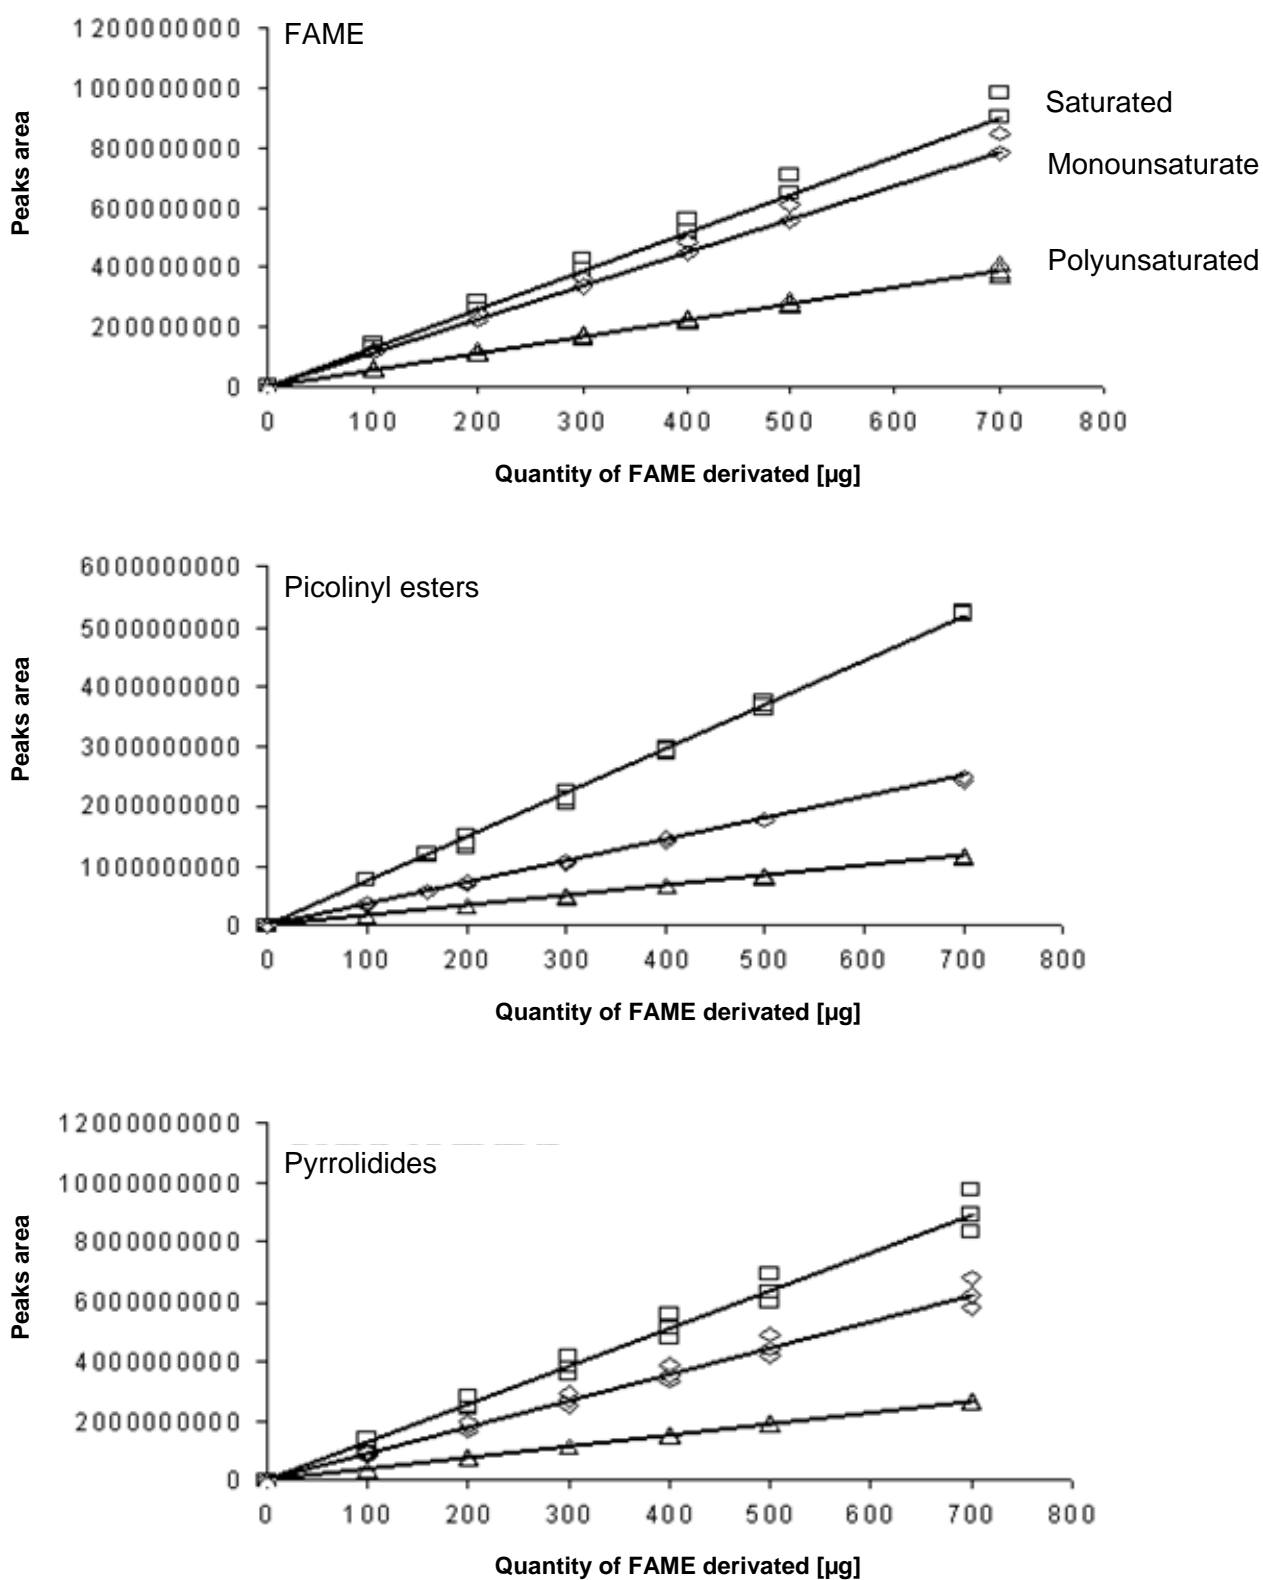 1200000000
FAME
1000000000
Saturated
800000000
Monounsaturate
600000000
400000000
Polyunsaturated
200000000
0
Peaks area
0 100 200 300 400 500 600 700 800
Quantity of FAME derivated [µg]
6000000000
Picolinyl esters
5000000000
4000000000
3000000000
2000000000
1000000000
0
Peaks area
0 100 200 300 400 500 600 700 800
Quantity of FAME derivated [µg]
12000000000
Pyrrolidides
10000000000
8000000000
6000000000
4000000000
2000000000
0
Peaks area
0 100 200 300 400 500 600 700 800
Quantity of FAME derivated [µg]